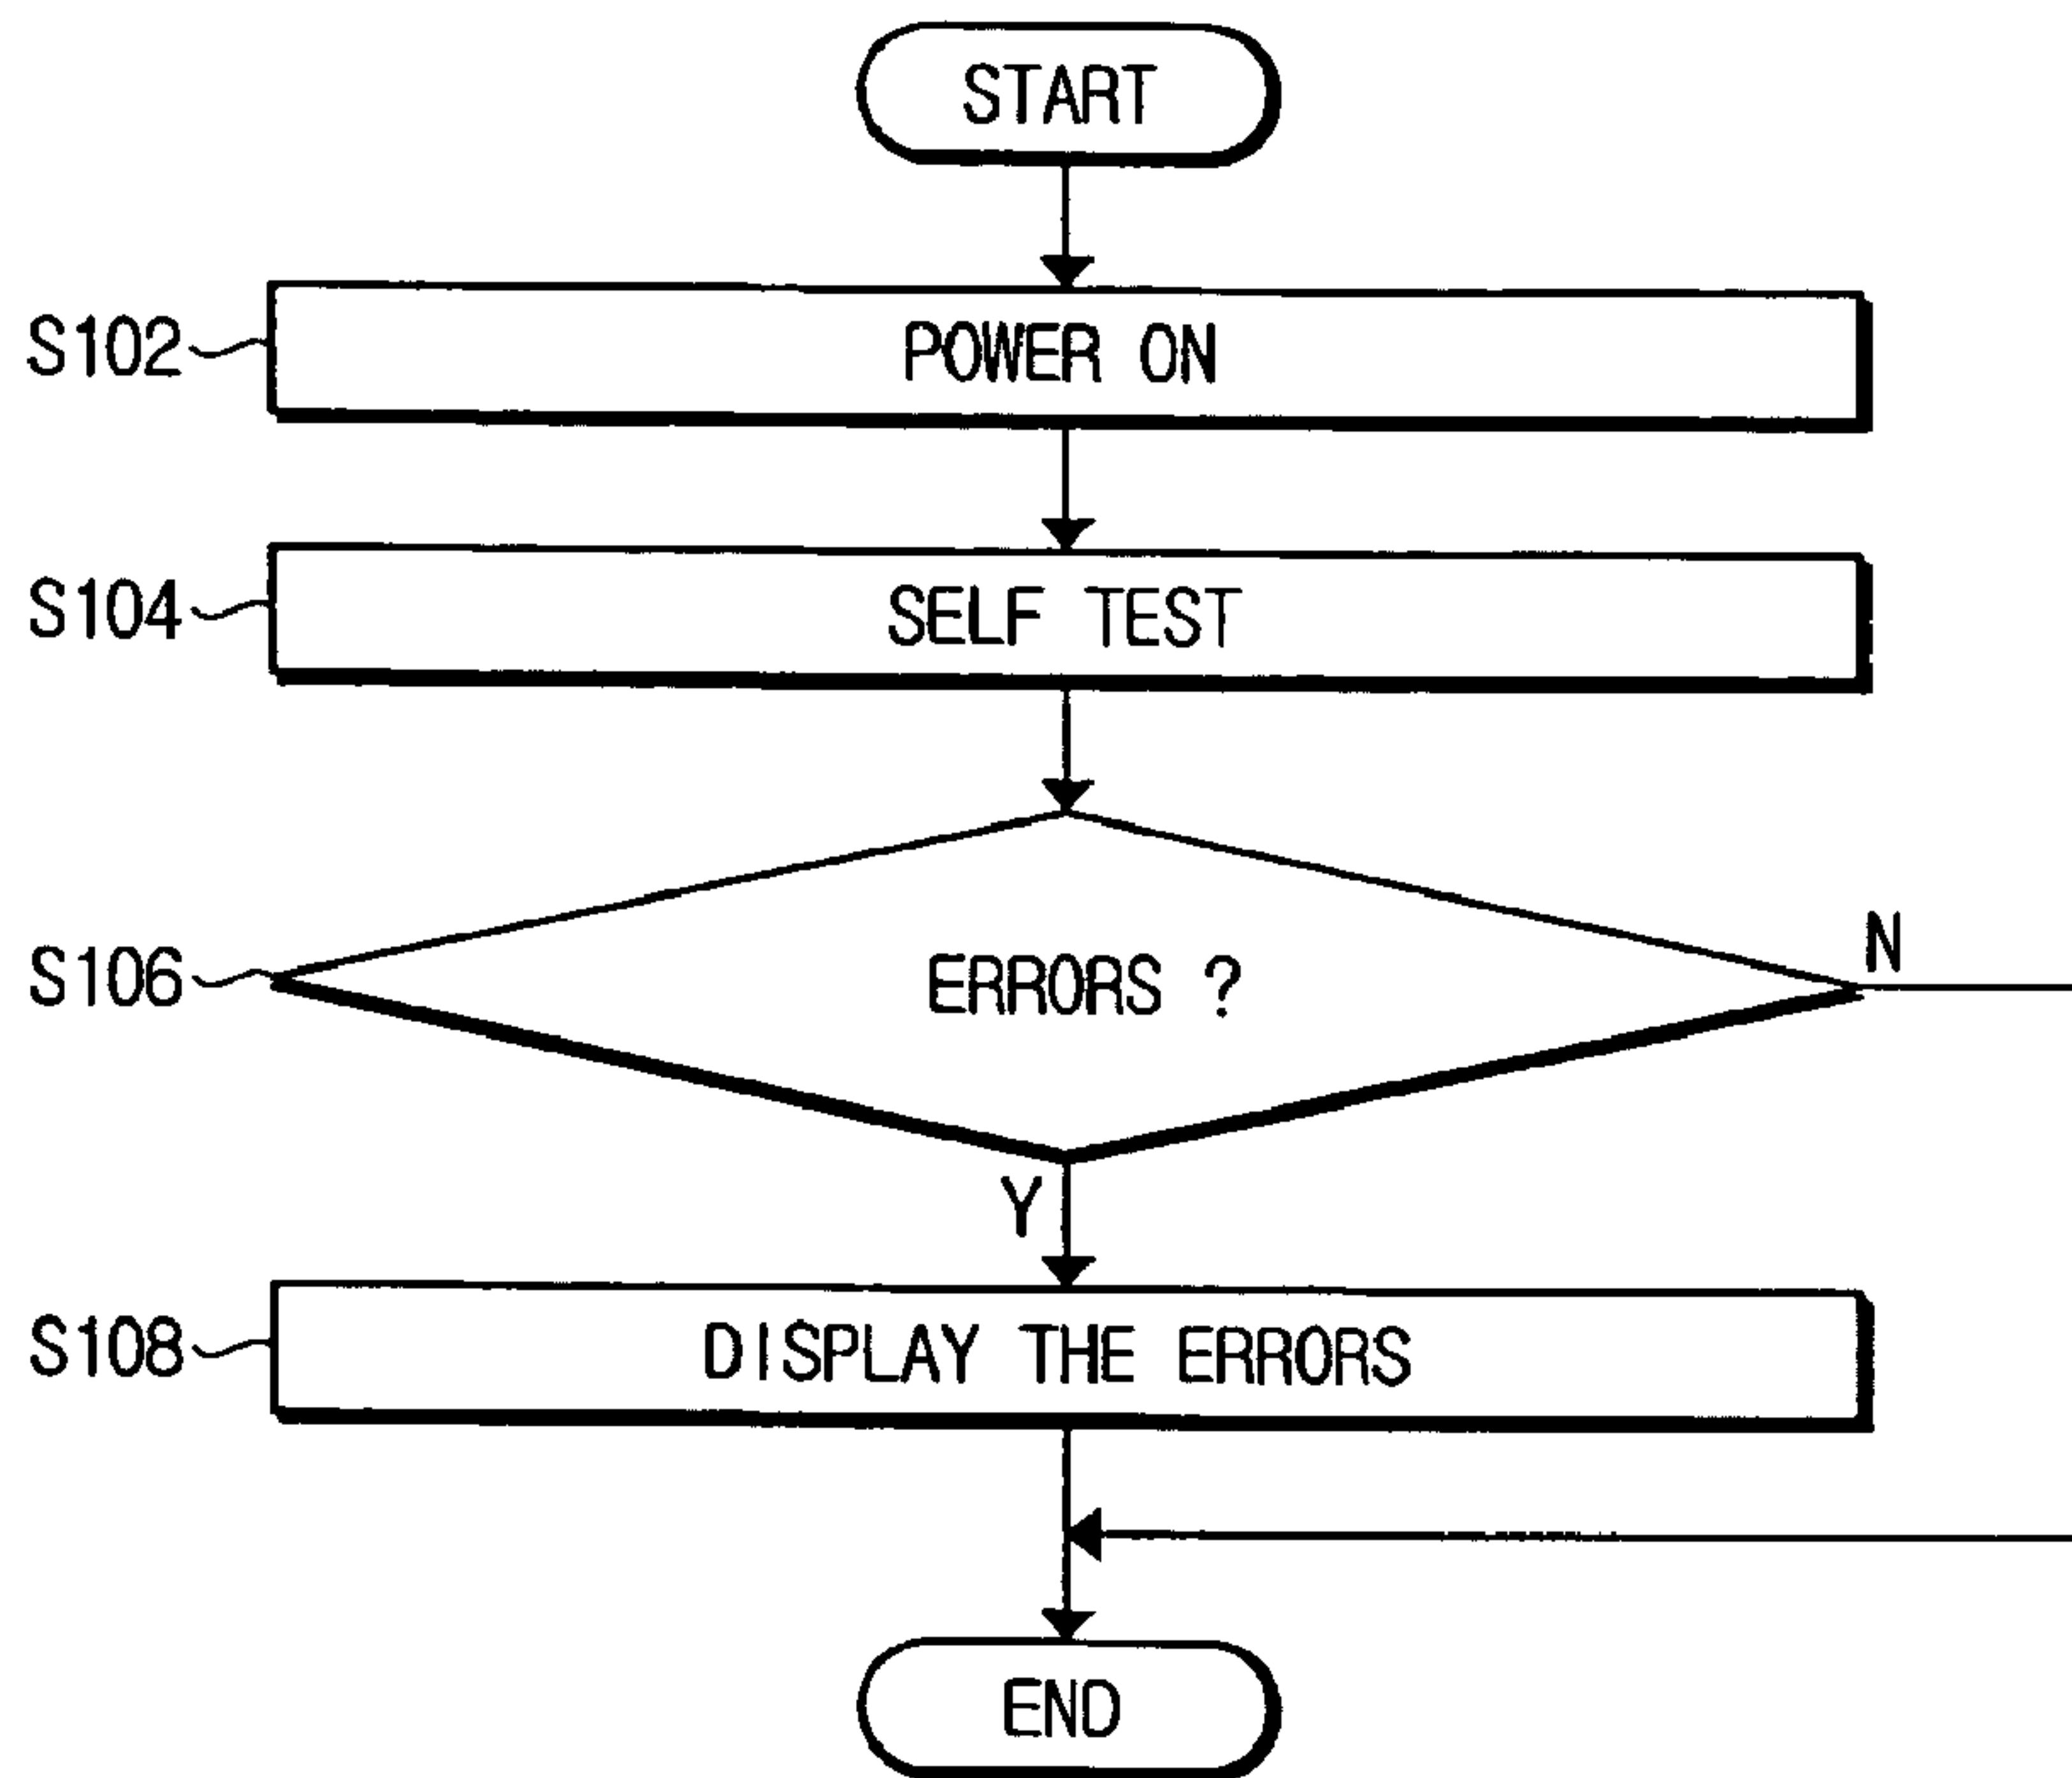 START
S102
POWER ON
S104
SELF TEST
S106
ERRORS ?
N
Y
S108
DISPLAY THE ERRORS
END